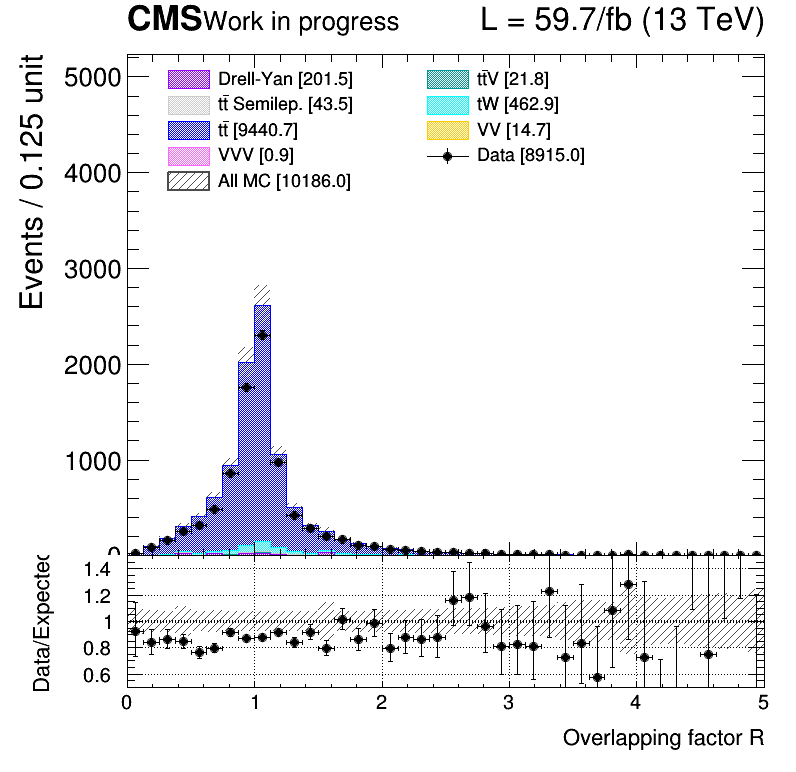 CMS Work in progress L = 59.7/fb (13 TeV)
Events / 0.125 unit
5000
4000
3000
2000
1000
0
Drell-Yan [201.5]
tt̄ Semilep. [43.5]
tt̄ [9440.7]
VVV [0.9]
All MC [10186.0]
tt̄V [21.8]
tW [462.9]
VV [14.7]
Data [8915.0]
Data/Expected
1.4
1.2
1
0.8
0.6
0 1 2 3 4 5
Overlapping factor R